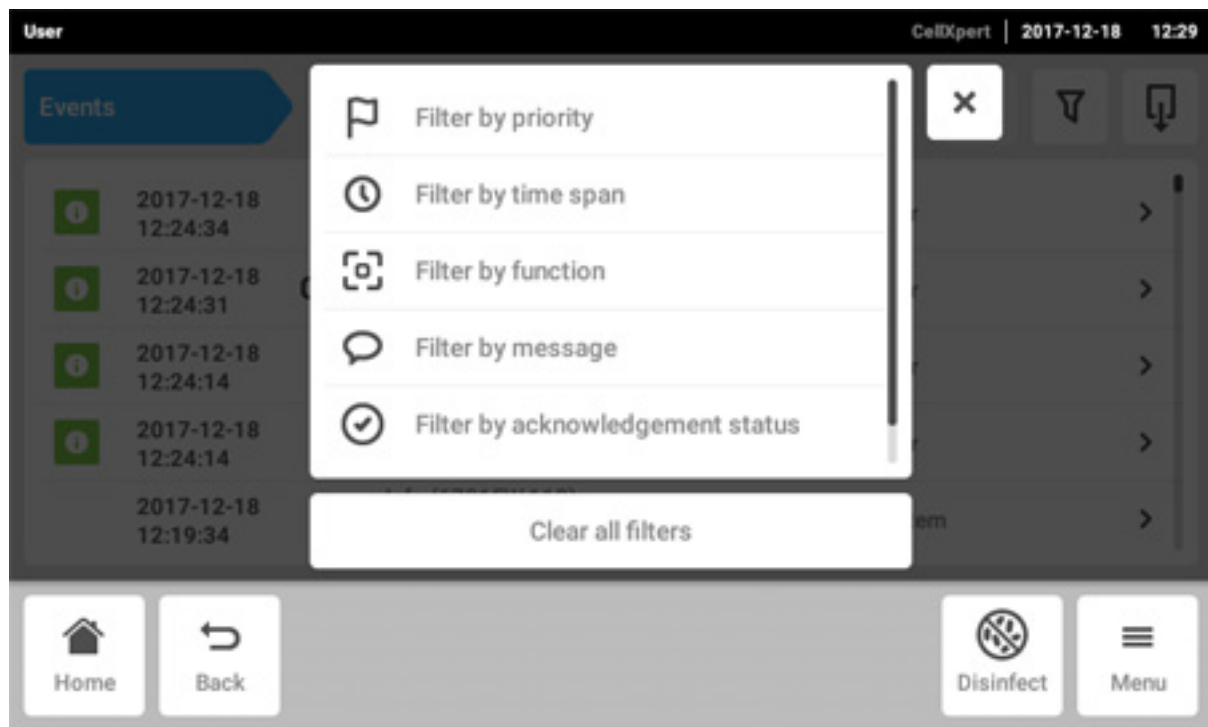 User
CellXpert | 2017-12-18 12:29
Events
Filter by priority
Filter by time span
Filter by function
Filter by message
Filter by acknowledgement status
Clear all filters
2017-12-18
12:24:34
2017-12-18
12:24:31
2017-12-18
12:24:14
2017-12-18
12:24:14
2017-12-18
12:19:34
Home
Back
Disinfect
Menu